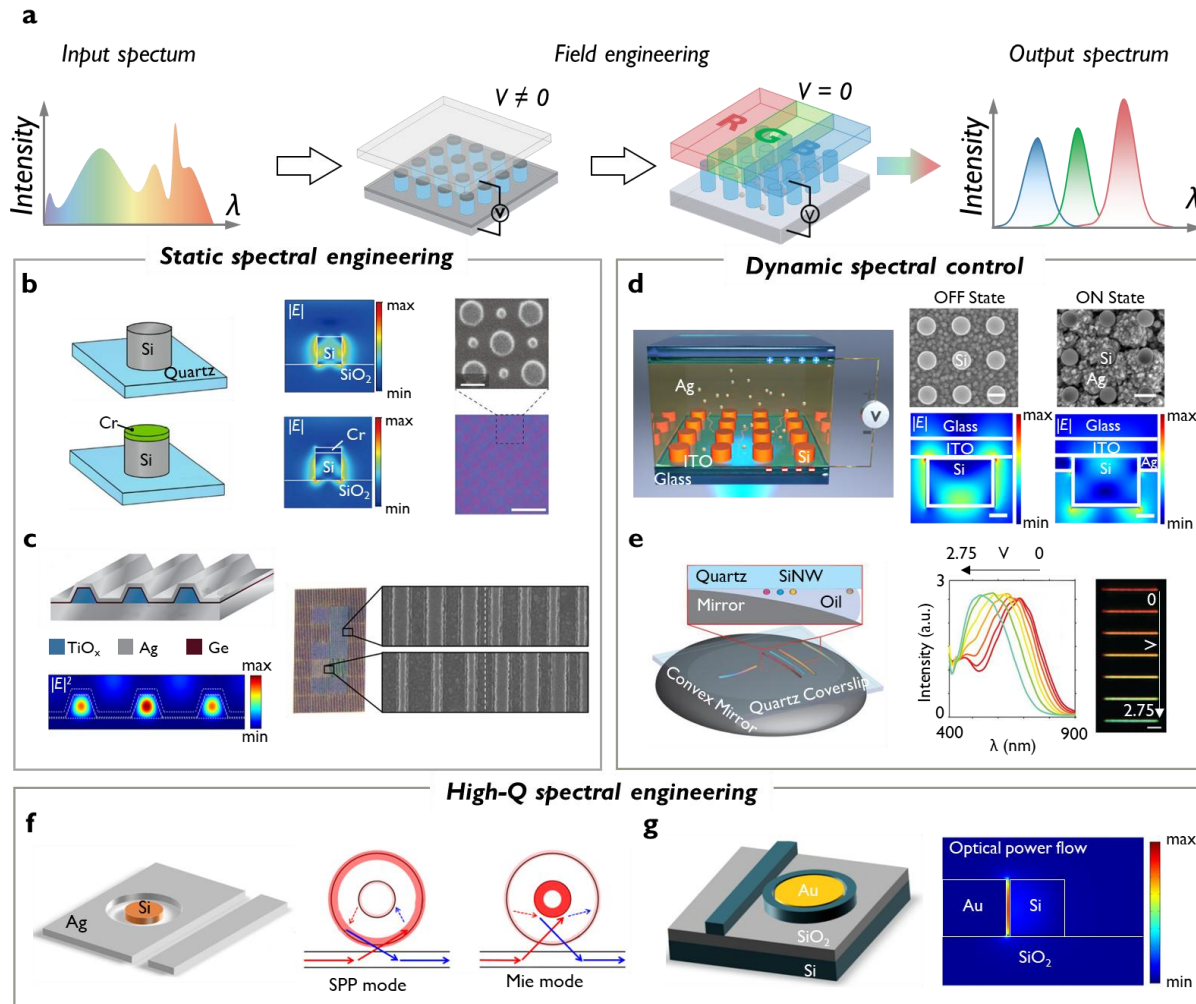 a
Input spectum
Field engineering
Output spectrum
V ≠ 0
V = 0
Intensity
λ
V
R G B
V
Intensity
λ
Static spectral engineering
b
Si
Quartz
|E|
max
Si
SiO2
min
Cr
Si
|E|
Cr
max
Si
SiO2
min
c
TiOx
Ag
Ge
|E|2
max
min
Dynamic spectral control
d
OFF State
ON State
Ag
V
ITO
Si
Glass
Si
Si
Ag
|E|
Glass
ITO
Si
max
min
|E|
Glass
ITO
Si
Ag
max
min
e
Quartz
SiNW
Mirror
Oil
Convex Mirror
Quartz Coverslip
2.75 V 0
3
Intensity (a.u.)
0
400
900
λ (nm)
0
V
2.75
High-Q spectral engineering
f
Ag
Si
SPP mode
Mie mode
g
Au
SiO2
Si
Optical power flow
Au
Si
SiO2
max
min